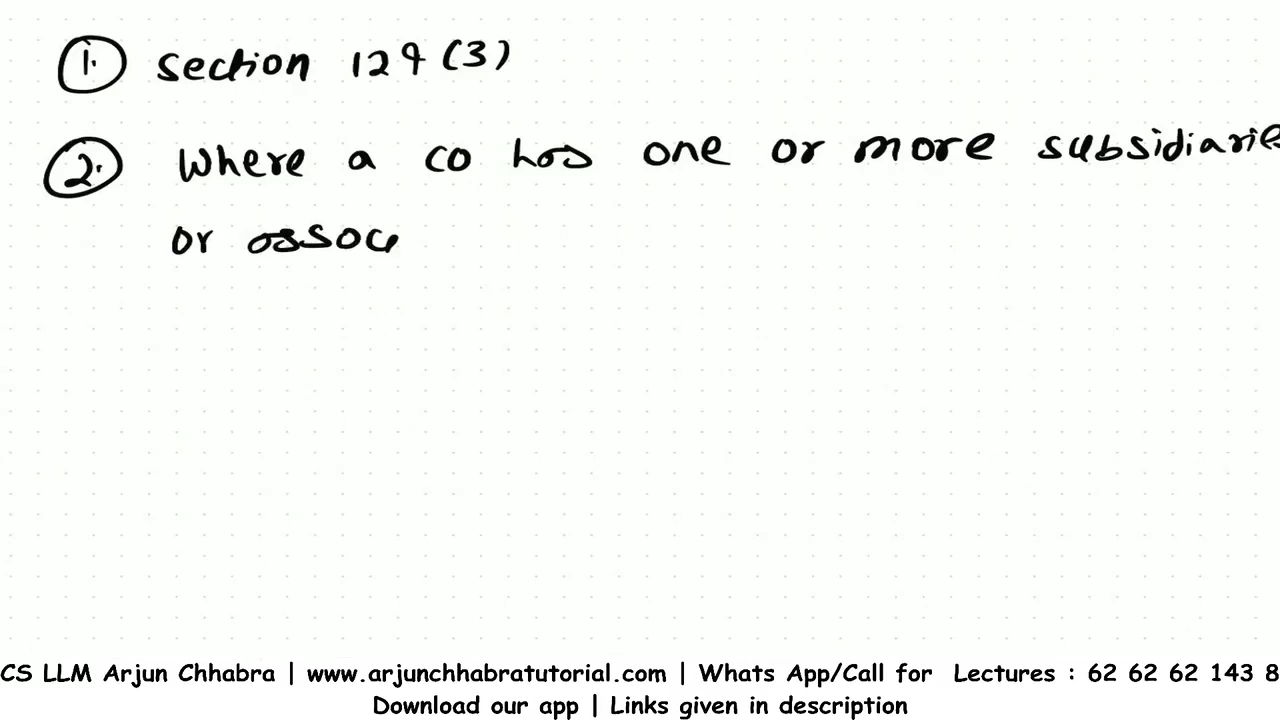 1. Section 129 (3)
2. Where a co has one or more subsidiarie
or assoc
CS LLM Arjun Chhabra | www.arjunchhabratutorial.com | Whats App/Call for Lectures : 62 62 62 143 8
Download our app | Links given in description